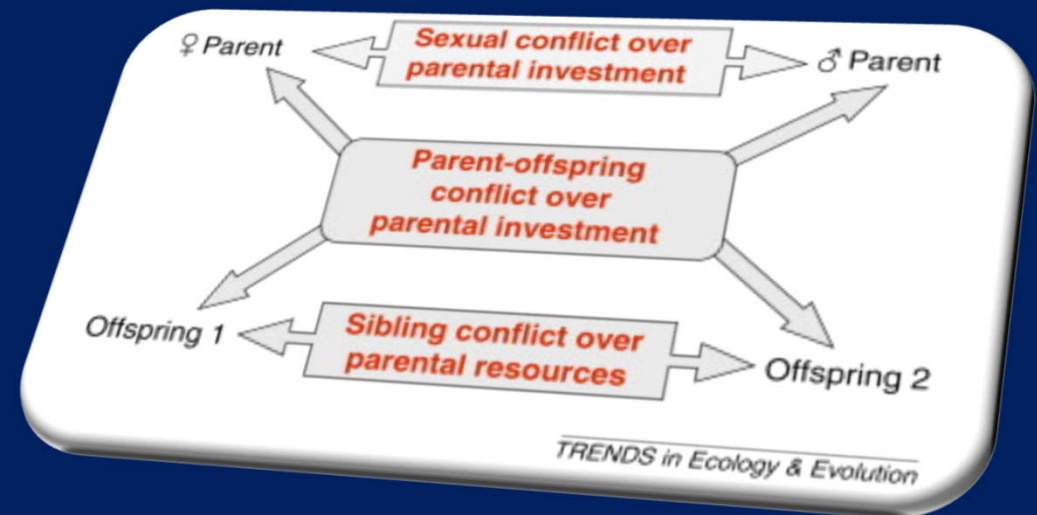 ♀ Parent
Sexual conflict over
parental investment
♂ Parent
Parent-offspring
conflict over
parental investment
Offspring 1
Sibling conflict over
parental resources
Offspring 2
TRENDS in Ecology & Evolution